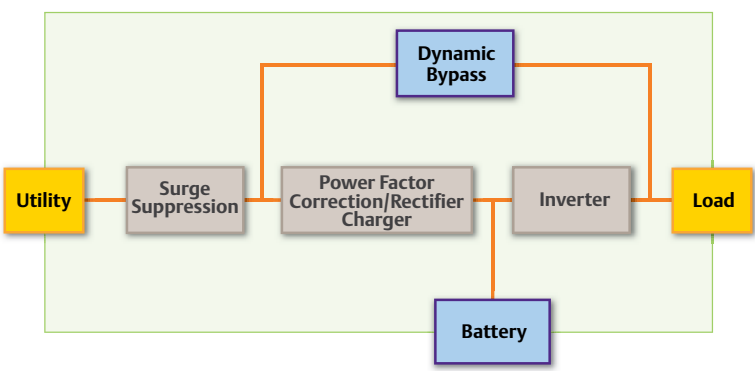 Dynamic
Bypass
Utility
Surge
Suppression
Power Factor
Correction/Rectifier
Charger
Inverter
Load
Battery